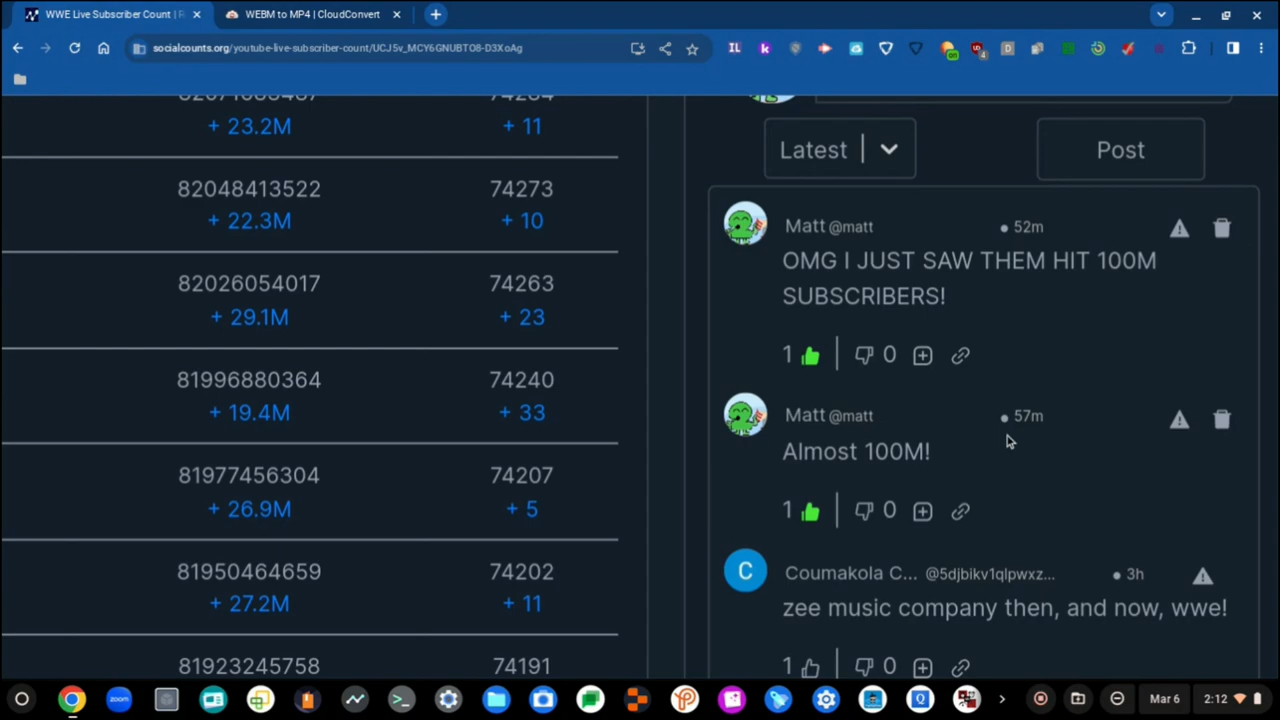 WWE Live Subscriber Count | R
WEBM to MP4 | CloudConvert
socialcounts.org/youtube-live-subscriber-count/UCJ5v_MCY6GNUBTO8-D3XoAg
+ 23.2M + 11
82048413522 74273
+ 22.3M + 10
82026054017 74263
+ 29.1M + 23
81996880364 74240
+ 19.4M + 33
81977456304 74207
+ 26.9M + 5
81950464659 74202
+ 27.2M + 11
81923245758 74191
Latest
Post
Matt @matt 52m
OMG I JUST SAW THEM HIT 100M
SUBSCRIBERS!
1 0
Matt @matt 57m
Almost 100M!
1 0
C Coumakola C... @5djbikv1qlpwxz... 3h
zee music company then, and now, wwe!
1 0
zoom
Mar 6 2:12